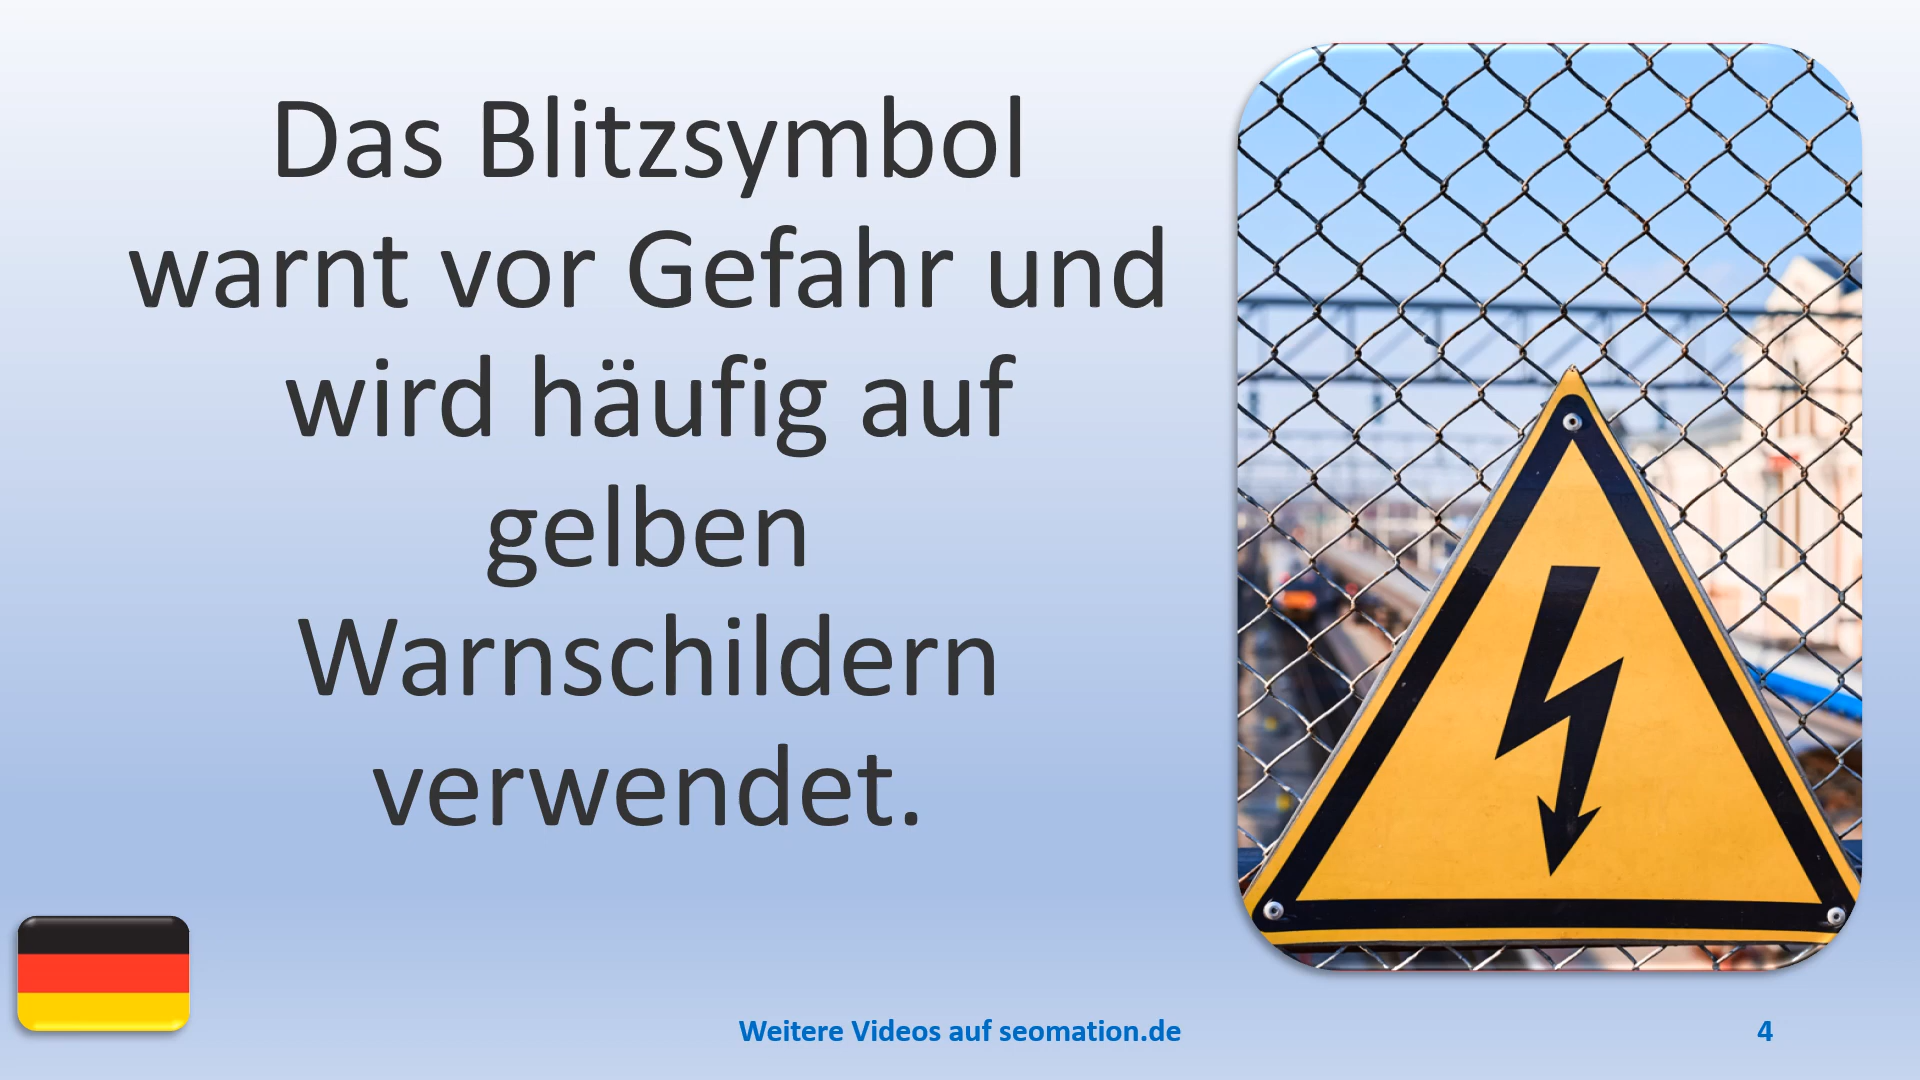 Das Blitzsymbol
warnt vor Gefahr und
wird häufig auf
gelben
Warnschildern
verwendet.
Weitere Videos auf seomation.de
4